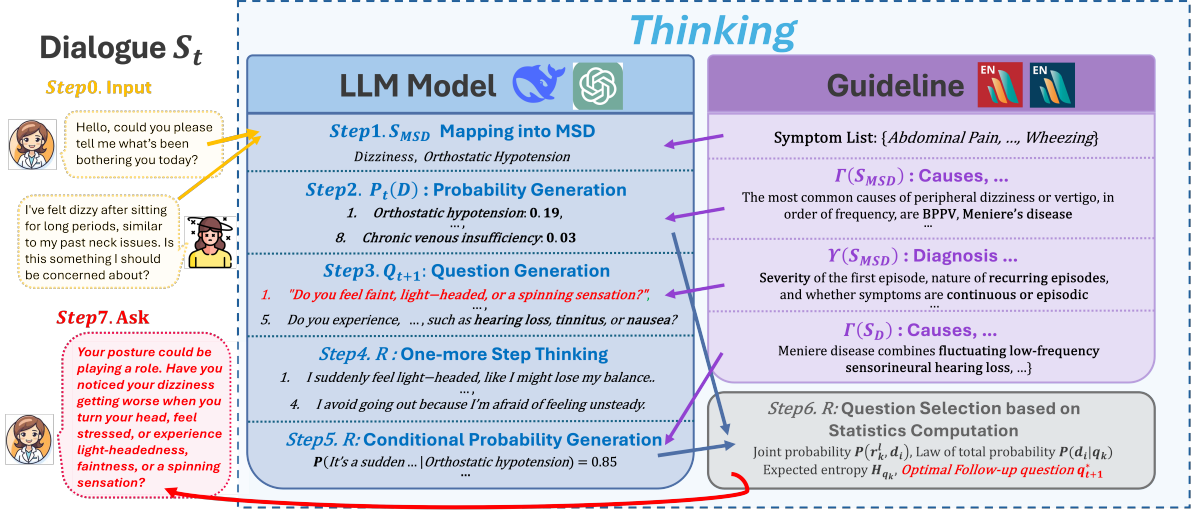 Thinking
Dialogue S_t
Step0. Input
Hello, could you please
tell me what's been
bothering you today?
I've felt dizzy after sitting
for long periods, similar
to my past neck issues. Is
this something I should
be concerned about?
Step7. Ask
Your posture could be
playing a role. Have you
noticed your dizziness
getting worse when you
turn your head, feel
stressed, or experience
light-headedness,
faintness, or a spinning
sensation?
LLM Model
Step1. S_MSD Mapping into MSD
Dizziness, Orthostatic Hypotension
Step2. P_t(D) : Probability Generation
1. Orthostatic hypotension: 0.19,
...,
8. Chronic venous insufficiency: 0.03
Step3. Q_{t+1}: Question Generation
1. "Do you feel faint, light−headed, or a spinning sensation?",
...,
5. Do you experience, ..., such as hearing loss, tinnitus, or nausea?
Step4. R : One-more Step Thinking
1. I suddenly feel light−headed, like I might lose my balance..
...,
4. I avoid going out because I'm afraid of feeling unsteady.
Step5. R: Conditional Probability Generation
P(It's a sudden ... |Orthostatic hypotension) = 0.85
...
Guideline
EN
EN
Symptom List: {Abdominal Pain, ..., Wheezing}
Γ(S_MSD) : Causes, ...
The most common causes of peripheral dizziness or vertigo, in
order of frequency, are BPPV, Meniere's disease
...
Υ(S_MSD) : Diagnosis ...
Severity of the first episode, nature of recurring episodes,
and whether symptoms are continuous or episodic
...
Γ(S_D) : Causes, ...
Meniere disease combines fluctuating low-frequency
sensorineural hearing loss, ...}
Step6. R: Question Selection based on
Statistics Computation
Joint probability P(r_k^j, d_i), Law of total probability P(d_i|q_k)
Expected entropy H_{q_k}, Optimal Follow-up question q*_{t+1}